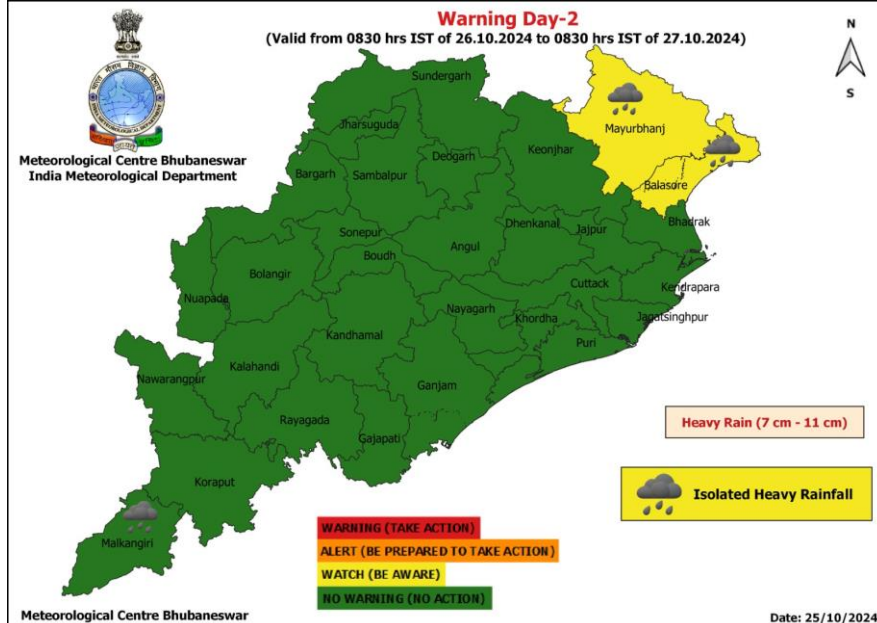 Warning Day-2
(Valid from 0830 hrs IST of 26.10.2024 to 0830 hrs IST of 27.10.2024)
N
S
Meteorological Centre Bhubaneswar
India Meteorological Department
Sundergarh
Mayurbhanj
Jharsuguda
Deogarh
Keonjhar
Bargarh
Sambalpur
Balasore
Bhadrak
Sonepur
Dhenkanal
Jajpur
Angul
Boudh
Bolangir
Cuttack
Kendrapara
Nuapada
Nayagarh
Khordha
Jagatsinghpur
Kandhamal
Puri
Kalahandi
Nawarangpur
Ganjam
Rayagada
Gajapati
Koraput
Malkangiri
Heavy Rain (7 cm - 11 cm)
Isolated Heavy Rainfall
WARNING (TAKE ACTION)
ALERT (BE PREPARED TO TAKE ACTION)
WATCH (BE AWARE)
NO WARNING (NO ACTION)
Meteorological Centre Bhubaneswar
Date: 25/10/2024